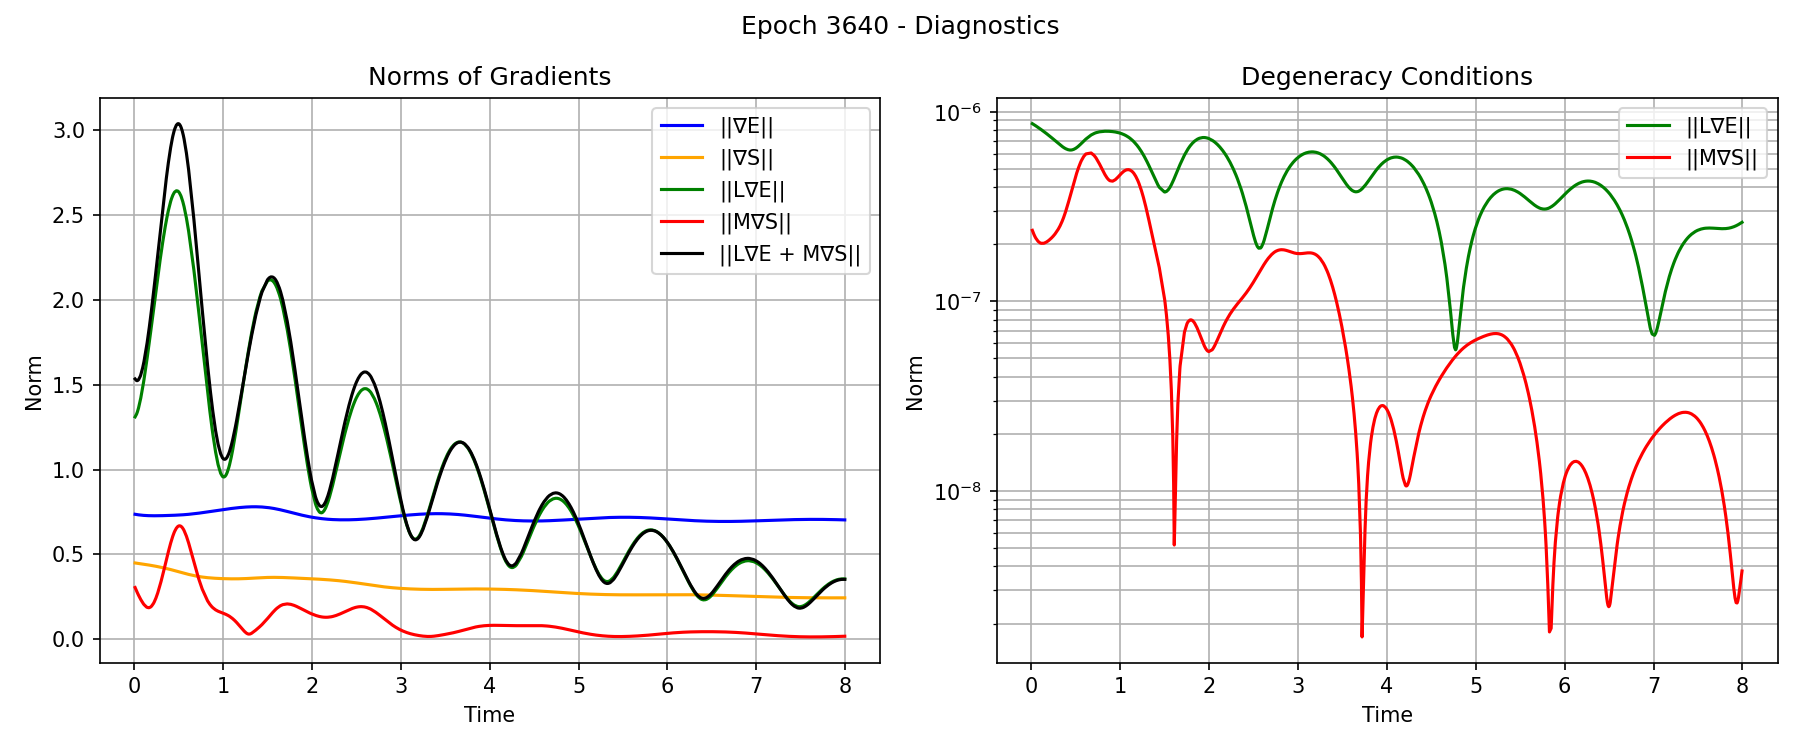 Epoch 3640 - Diagnostics
Norms of Gradients
||∇E||
||∇S||
||L∇E||
||M∇S||
||L∇E + M∇S||
3.0
2.5
2.0
1.5
1.0
0.5
0.0
Norm
0 1 2 3 4 5 6 7 8
Time
Degeneracy Conditions
||L∇E||
||M∇S||
10⁻⁶
10⁻⁷
10⁻⁸
Norm
0 1 2 3 4 5 6 7 8
Time